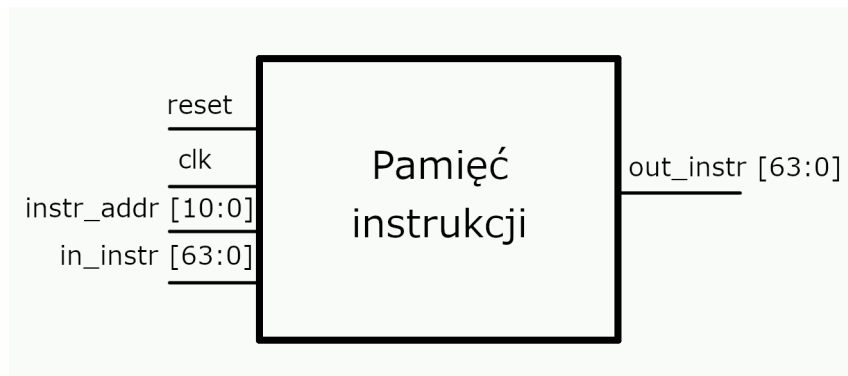 reset
clk
instr_addr [10:0]
in_instr [63:0]
Pamięć
instrukcji
out_instr [63:0]